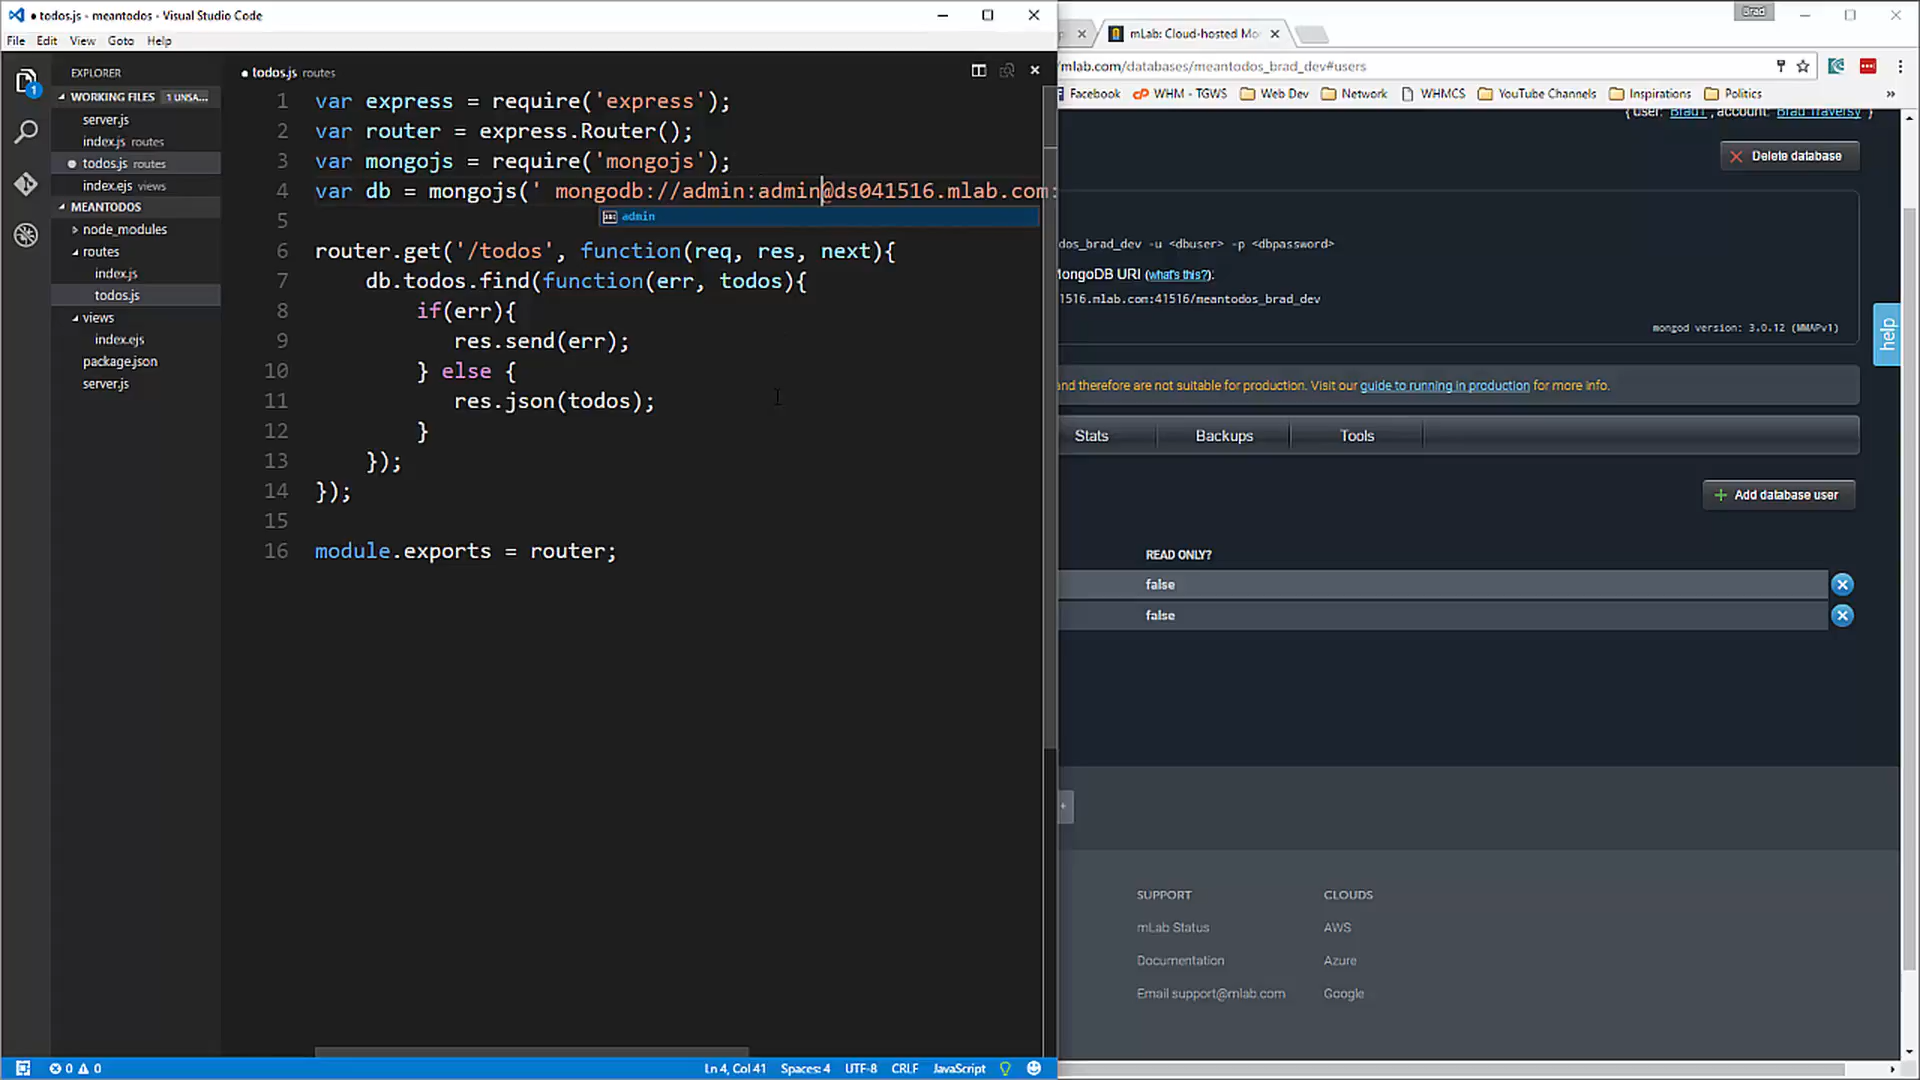 todos.js - meantodos - Visual Studio Code
File Edit View Goto Help
EXPLORER
WORKING FILES 1 UNSA...
server.js
index.js routes
todos.js routes
index.ejs views
MEANTODOS
node_modules
routes
index.js
todos.js
views
index.ejs
package.json
server.js
1
todos.js routes
1 var express = require('express');
2 var router = express.Router();
3 var mongojs = require('mongojs');
4 var db = mongojs(' mongodb://admin:admin@ds041516.mlab.com:
admin
5
6 router.get('/todos', function(req, res, next){
7 db.todos.find(function(err, todos){
8 if(err){
9 res.send(err);
10 } else {
11 res.json(todos);
12 }
13 });
14 });
15
16 module.exports = router;
0 0
Ln 4, Col 41 Spaces: 4 UTF-8 CRLF JavaScript
Brad
mLab: Cloud-hosted Mo
mlab.com/databases/meantodos_brad_dev#users
Facebook WHM - TGWS Web Dev Network WHMCS YouTube Channels Inspirations Politics »
{ user: Brad1, account: Brad Traversy }
Delete database
dos_brad_dev -u <dbuser> -p <dbpassword>
MongoDB URI (what's this?):
1516.mlab.com:41516/meantodos_brad_dev
mongod version: 3.0.12 (MMAPv1)
help
and therefore are not suitable for production. Visit our guide to running in production for more info.
Stats Backups Tools
+ Add database user
READ ONLY?
false
false
SUPPORT
mLab Status
Documentation
Email support@mlab.com
CLOUDS
AWS
Azure
Google